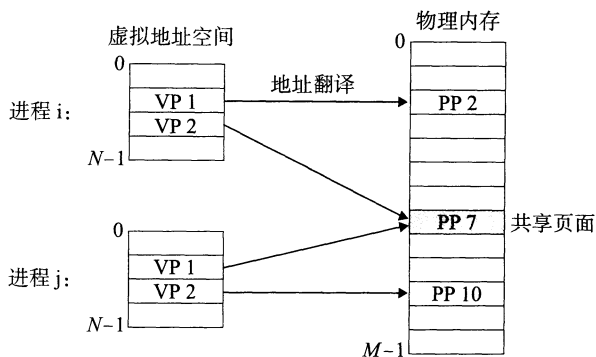 虚拟地址空间
物理内存
0
0
地址翻译
进程 i:
VP 1
PP 2
VP 2
N-1
PP 7
共享页面
0
进程 j:
VP 1
VP 2
PP 10
N-1
M-1